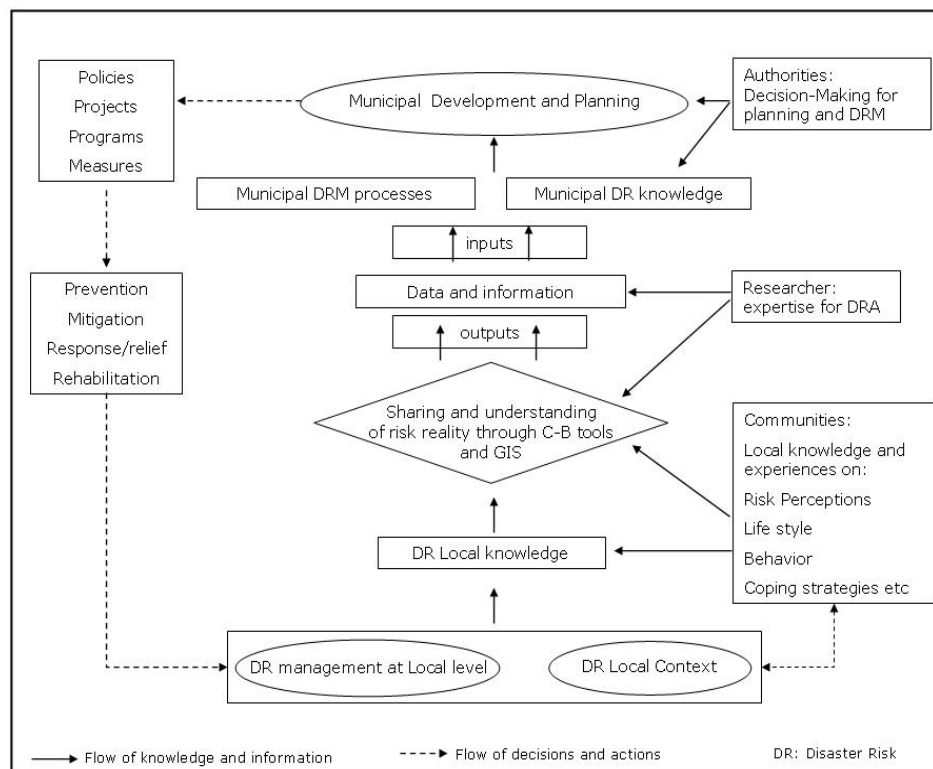 Policies
Projects
Programs
Measures
Municipal Development and Planning
Authorities:
Decision-Making for
planning and DRM
Municipal DRM processes
Municipal DR knowledge
inputs
Prevention
Mitigation
Response/relief
Rehabilitation
Data and information
Researcher:
expertise for DRA
outputs
Sharing and understanding
of risk reality through C-B tools
and GIS
Communities:
Local knowledge and
experiences on:
Risk Perceptions
Life style
Behavior
Coping strategies etc
DR Local knowledge
DR management at Local level
DR Local Context
Flow of knowledge and information
Flow of decisions and actions
DR: Disaster Risk